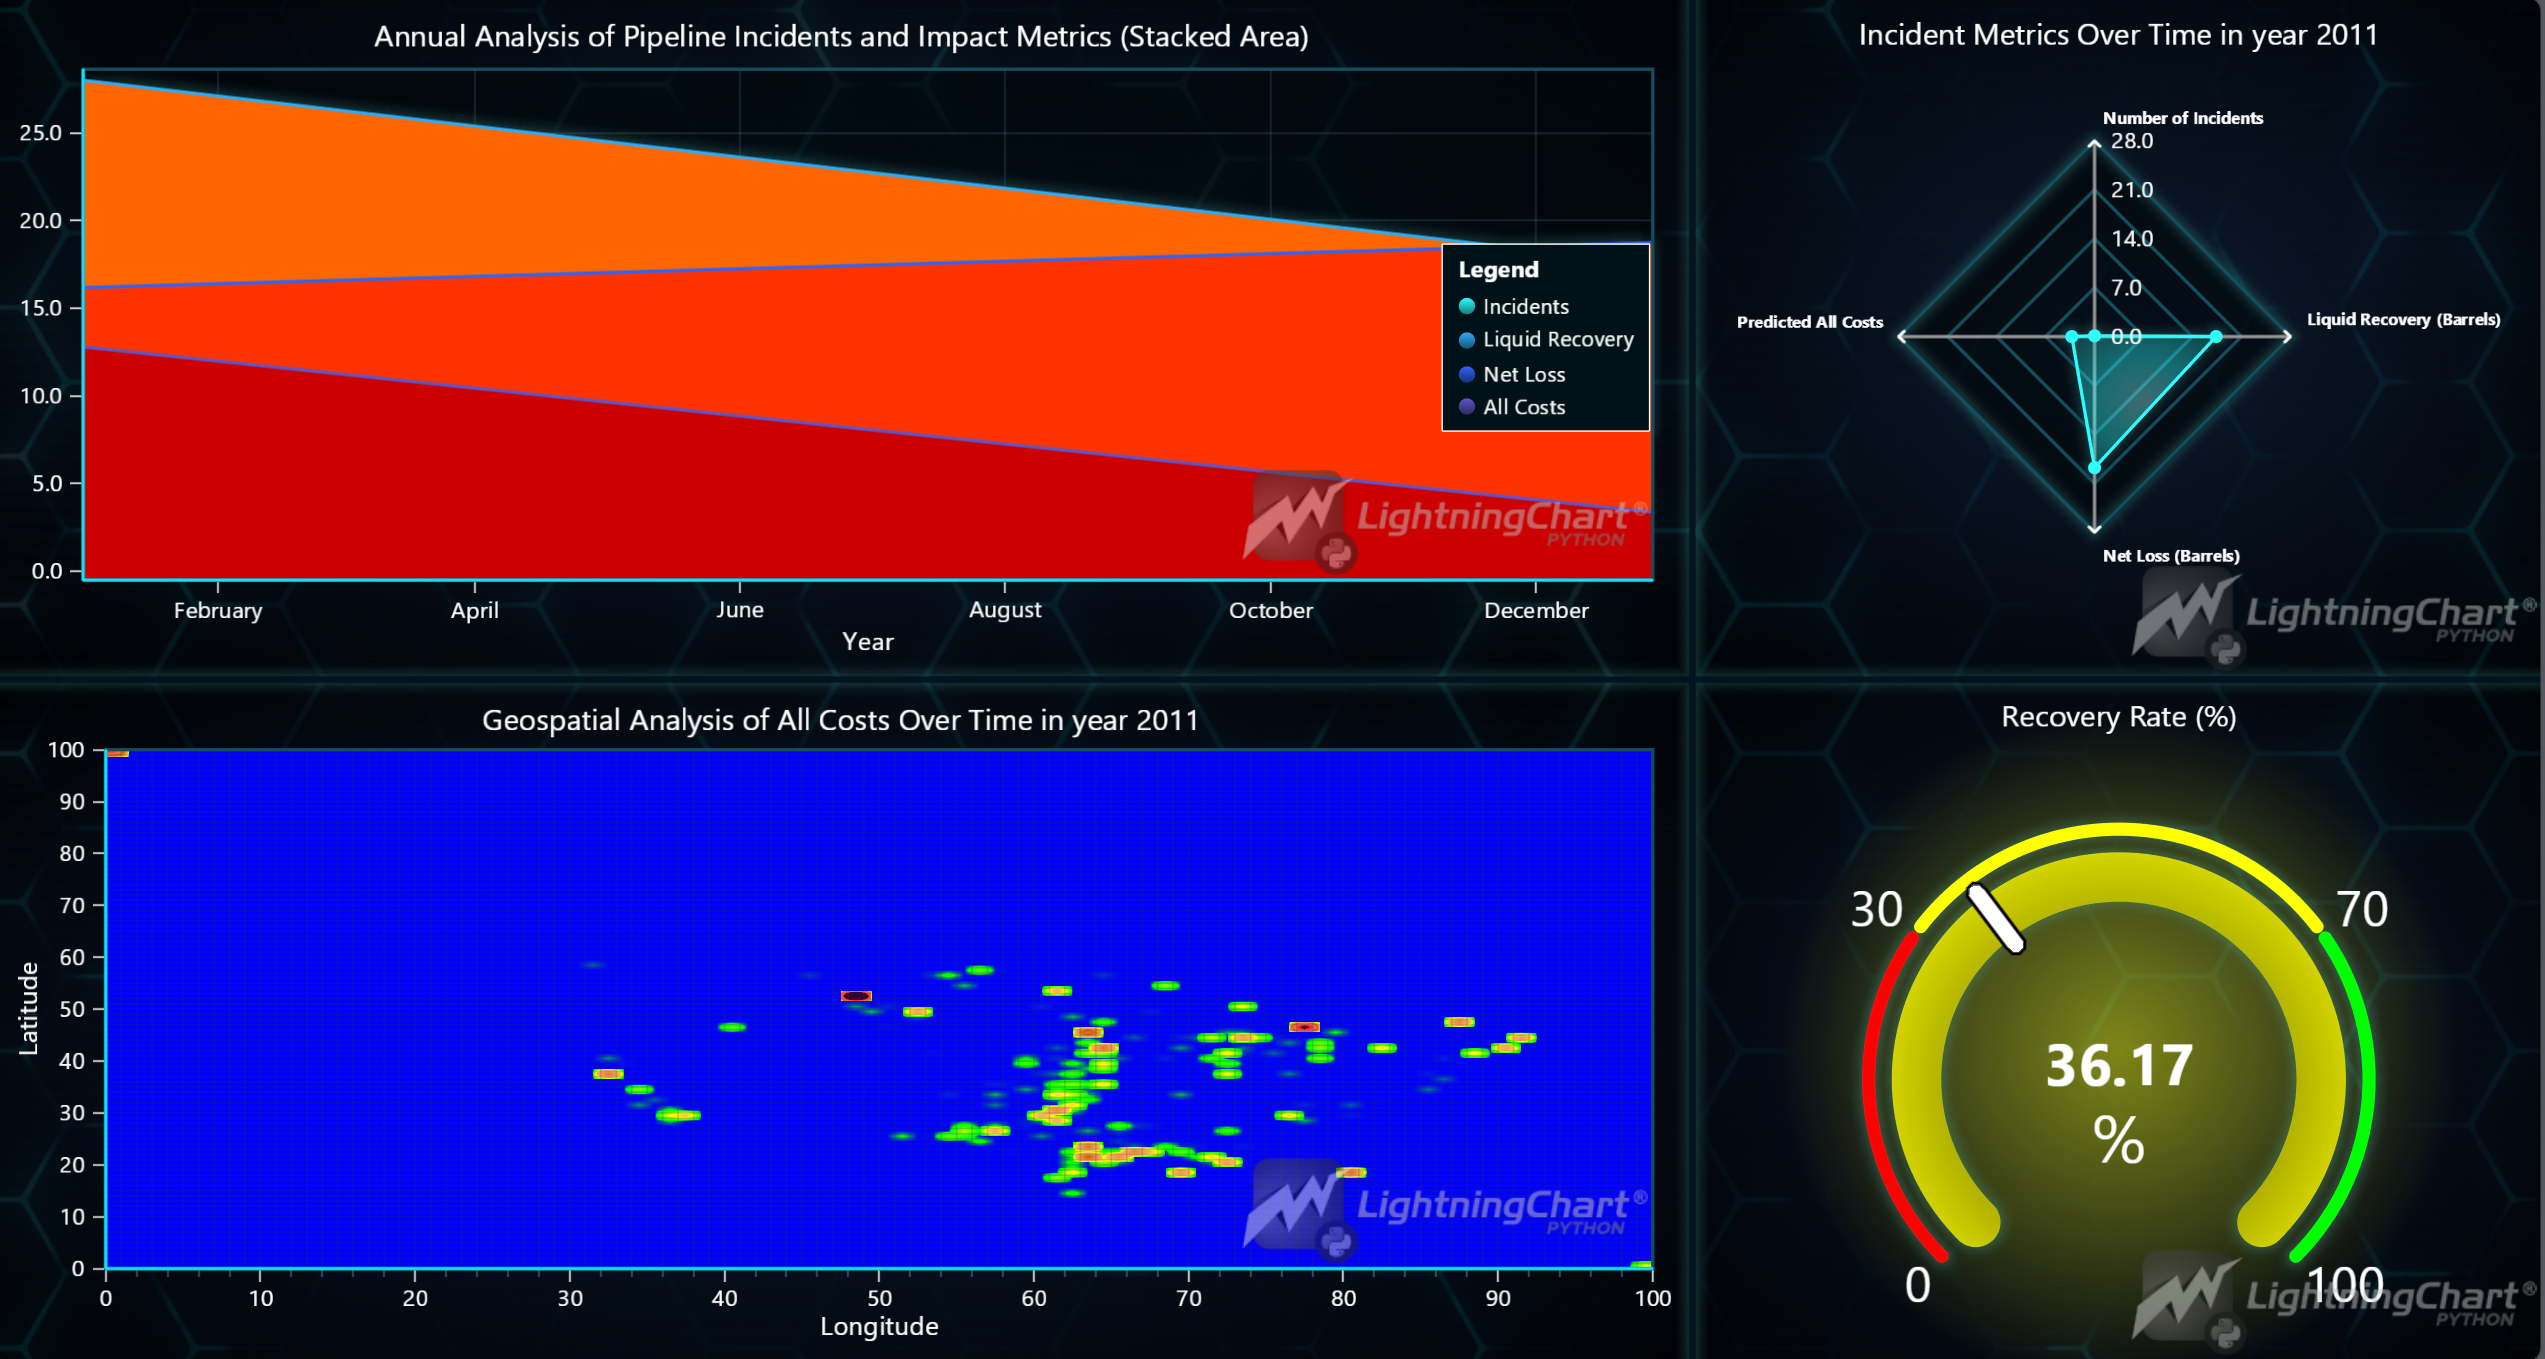 Annual Analysis of Pipeline Incidents and Impact Metrics (Stacked Area)
25.0
20.0
15.0
10.0
5.0
0.0
Legend
Incidents
Liquid Recovery
Net Loss
All Costs
LightningChart®
PYTHON
February April June August October December
Year
Incident Metrics Over Time in year 2011
Number of Incidents
28.0
21.0
14.0
7.0
0.0
Predicted All Costs
Liquid Recovery (Barrels)
Net Loss (Barrels)
LightningChart®
PYTHON
Geospatial Analysis of All Costs Over Time in year 2011
Latitude
100
90
80
70
60
50
40
30
20
10
0
LightningChart®
PYTHON
0 10 20 30 40 50 60 70 80 90 100
Longitude
Recovery Rate (%)
30
70
36.17
%
0
100
LightningChart®
PYTHON